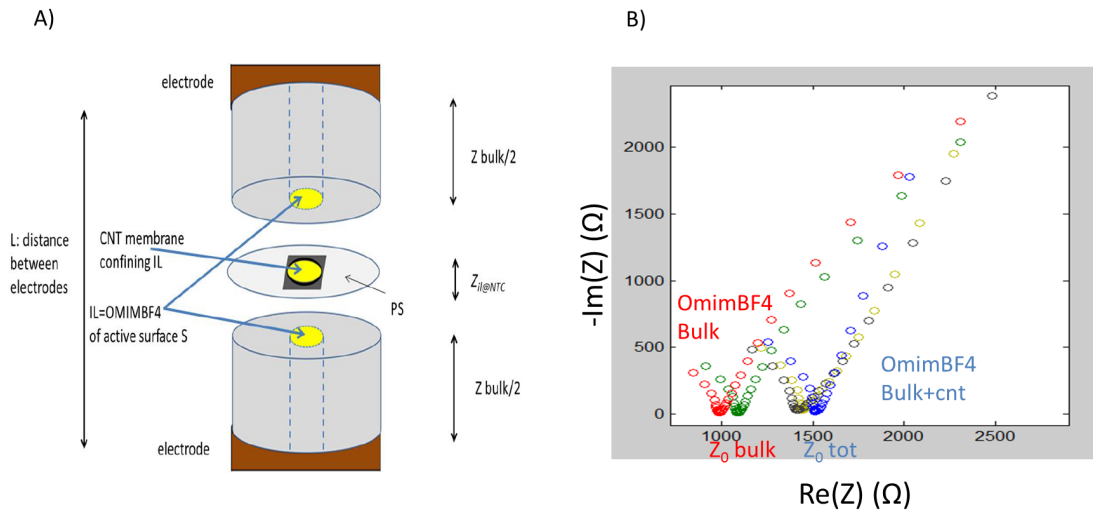 A)
electrode
Z bulk/2
L: distance
between
electrodes
CNT membrane
confining IL
Zil@NTC
PS
IL=OMIMBF4
of active surface S
Z bulk/2
electrode
B)
-Im(Z) (Ω)
2000
1500
1000
500
0
OmimBF4
Bulk
OmimBF4
Bulk+cnt
1000
1500
2000
2500
Z0 bulk
Z0 tot
Re(Z) (Ω)